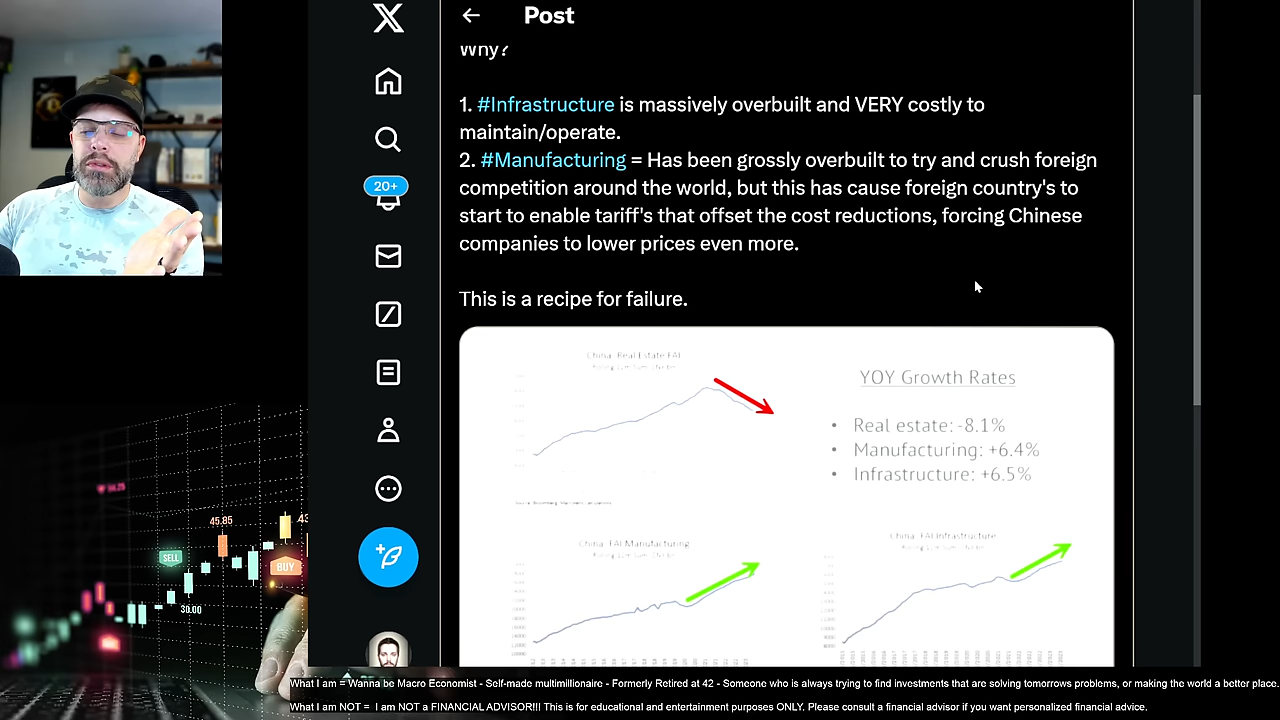 Post
Why?
1. #Infrastructure is massively overbuilt and VERY costly to
maintain/operate.
2. #Manufacturing = Has been grossly overbuilt to try and crush foreign
competition around the world, but this has cause foreign country's to
start to enable tariff's that offset the cost reductions, forcing Chinese
companies to lower prices even more.
This is a recipe for failure.
20+
China: Real Estate FAI
YOY Growth Rates
• Real estate: -8.1%
• Manufacturing: +6.4%
• Infrastructure: +6.5%
China: FAI Manufacturing
China: FAI Infrastructure
45.85
SELL
BUY
30.00
What I am = Wanna be Macro Economist - Self-made multimillionaire - Formerly Retired at 42 - Someone who is always trying to find investments that are solving tomorrows problems, or making the world a better place.
What I am NOT = I am NOT a FINANCIAL ADVISOR!!! This is for educational and entertainment purposes ONLY. Please consult a financial advisor if you want personalized financial advice.